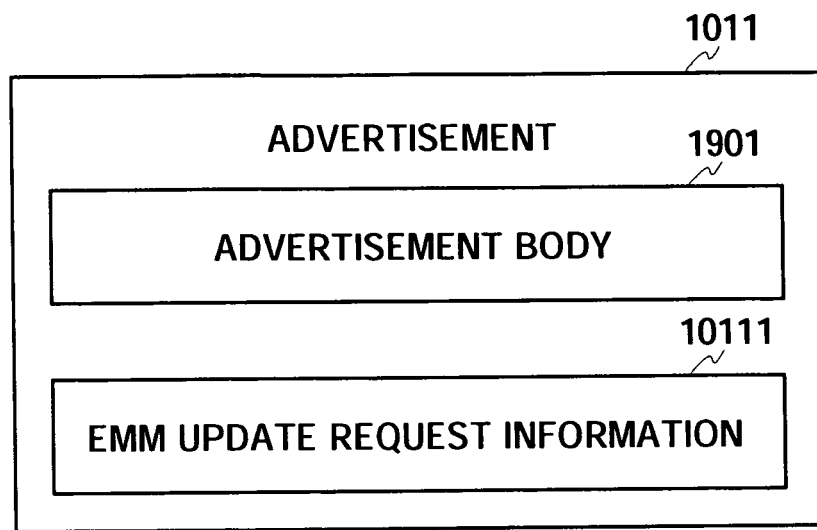 1011
ADVERTISEMENT
1901
ADVERTISEMENT BODY
10111
EMM UPDATE REQUEST INFORMATION